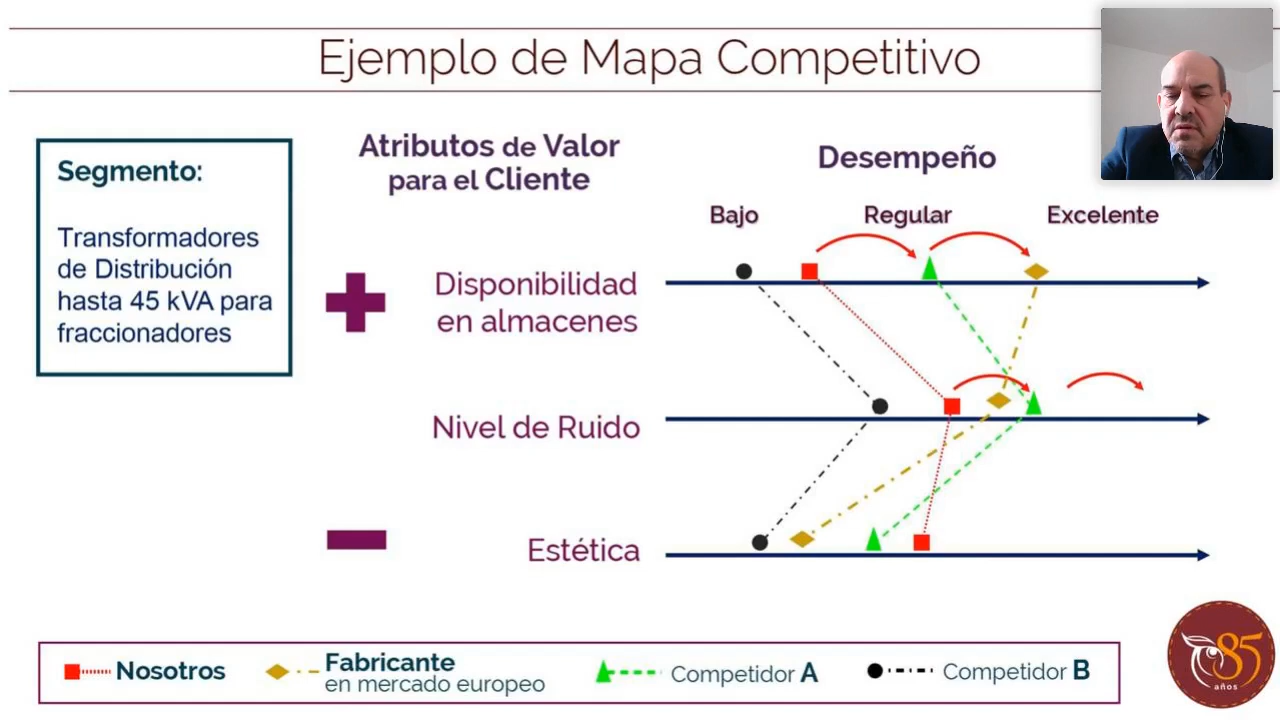 Ejemplo de Mapa Competitivo
Segmento:
Transformadores
de Distribución
hasta 45 kVA para
fraccionadores
Atributos de Valor
para el Cliente
Desempeño
Bajo
Regular
Excelente
Disponibilidad
en almacenes
Nivel de Ruido
Estética
Nosotros
Fabricante
en mercado europeo
Competidor A
Competidor B
85
años